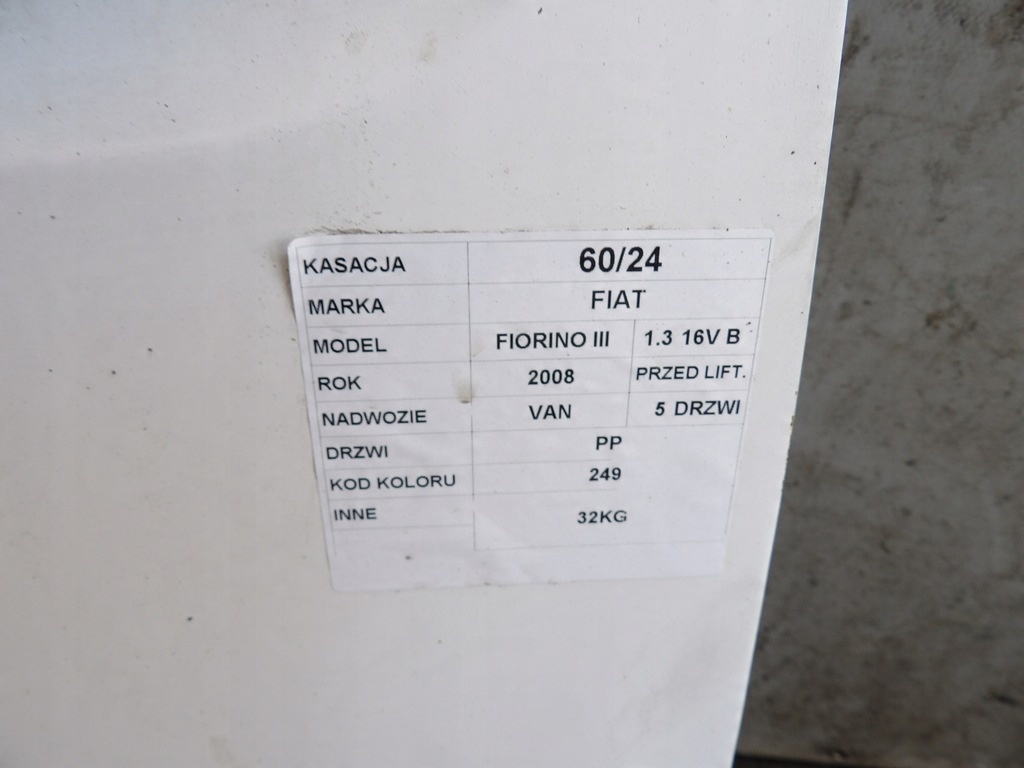 KASACJA 60/24
MARKA FIAT
MODEL FIORINO III 1.3 16V B
ROK 2008 PRZED LIFT.
NADWOZIE VAN 5 DRZWI
DRZWI PP
KOD KOLORU 249
INNE 32KG